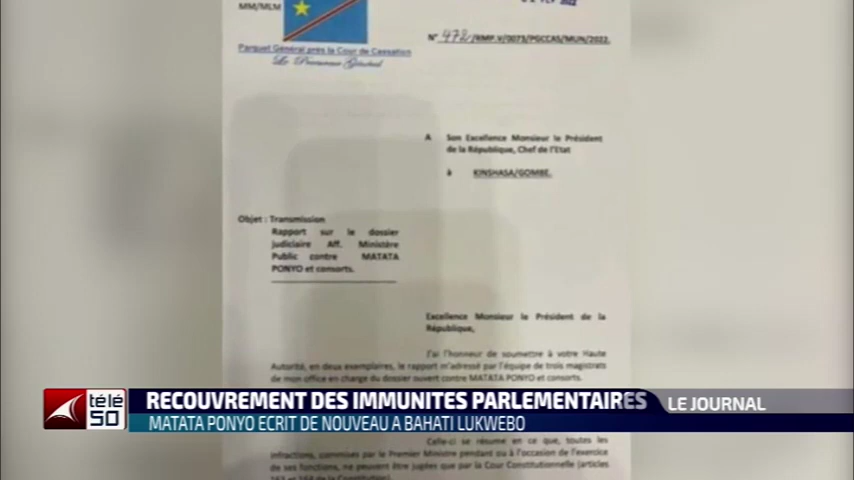 MM/MLM
N° 472/RMP.V/0073/PGCCAS/MUN/2022.
Parquet Général près la Cour de Cassation
Le Procureur Général
A Son Excellence Monsieur le Président
de la République, Chef de l'Etat
à KINSHASA/GOMBE.
Objet : Transmission
Rapport sur le dossier
judiciaire Aff. Ministère
Public contre MATATA
PONYO et consorts.
Excellence Monsieur le Président de la
République,
J'ai l'honneur de soumettre à votre Haute
Autorité, en deux exemplaires, le rapport m'adressé par l'équipe de trois magistrats
de mon office en charge du dossier ouvert contre MATATA PONYO et consorts.
télé
50
RECOUVREMENT DES IMMUNITES PARLEMENTAIRES
LE JOURNAL
MATATA PONYO ECRIT DE NOUVEAU A BAHATI LUKWEBO
Celle-ci se résume en ce que, toutes les
infractions, commises par le Premier Ministre pendant ou à l'occasion de l'exercice
de ses fonctions, ne peuvent être jugées que par la Cour Constitutionnelle (articles
163 et 164 de la Constitution).